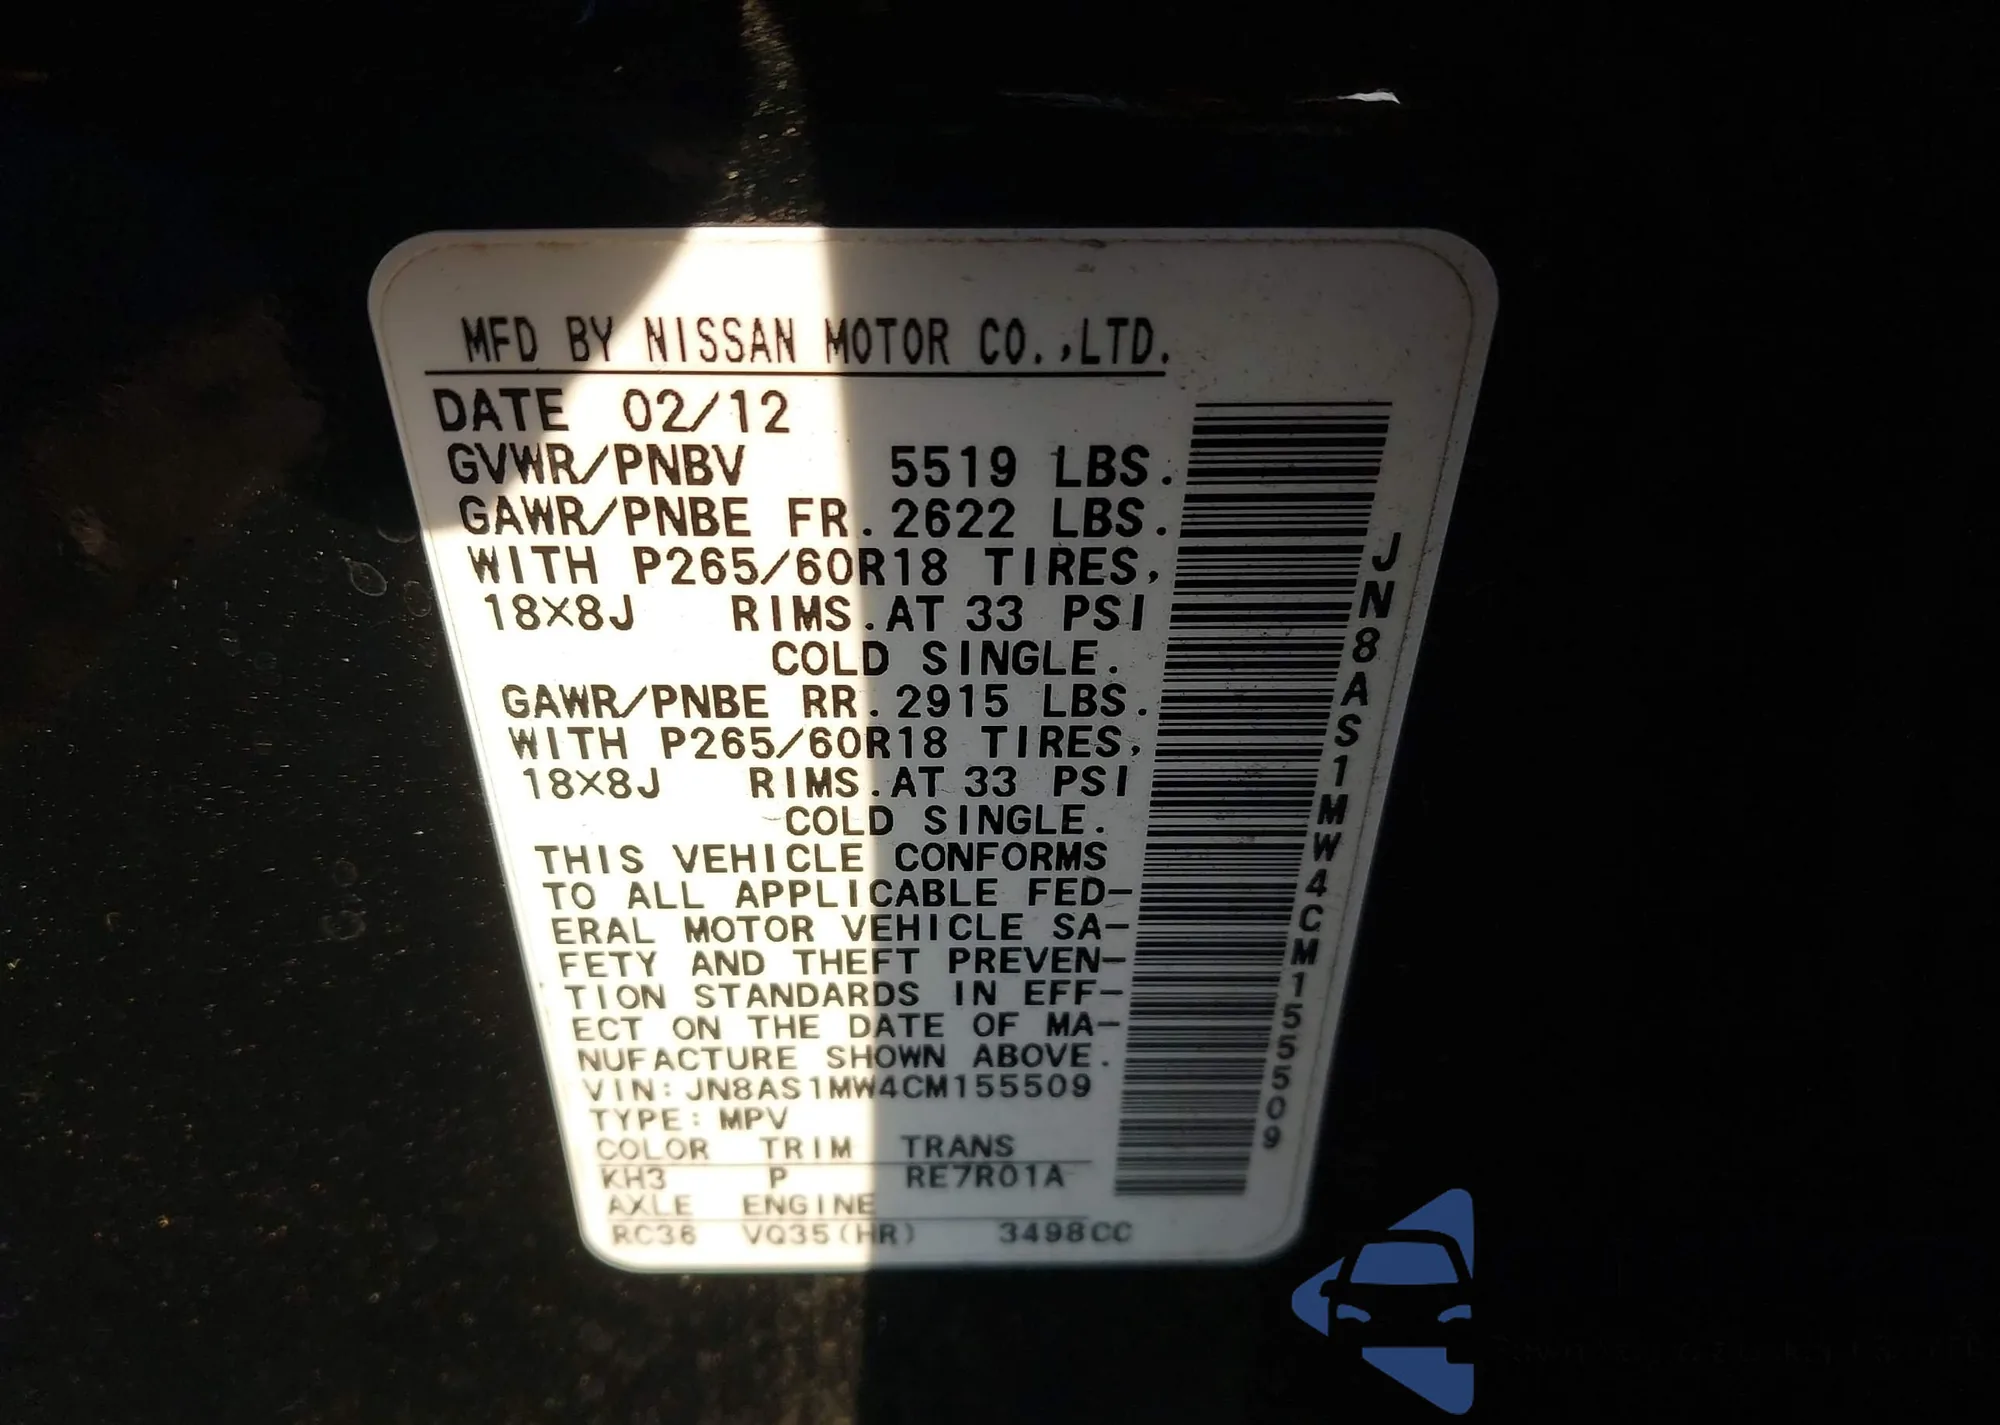 MFD BY NISSAN MOTOR CO.,LTD.
DATE 02/12
GVWR/PNBV 5519 LBS.
GAWR/PNBE FR. 2622 LBS.
WITH P265/60R18 TIRES,
18X8J RIMS.AT 33 PSI
COLD SINGLE.
GAWR/PNBE RR. 2915 LBS.
WITH P265/60R18 TIRES,
18X8J RIMS.AT 33 PSI
COLD SINGLE.
THIS VEHICLE CONFORMS
TO ALL APPLICABLE FED-
ERAL MOTOR VEHICLE SA-
FETY AND THEFT PREVEN-
TION STANDARDS IN EFF-
ECT ON THE DATE OF MA-
NUFACTURE SHOWN ABOVE.
VIN: JN8AS1MW4CM155509
TYPE: MPV
COLOR TRIM TRANS
KH3 P RE7R01A
AXLE ENGINE
RC36 VQ35(HR) 3498CC
JN8AS1MW4CM155509